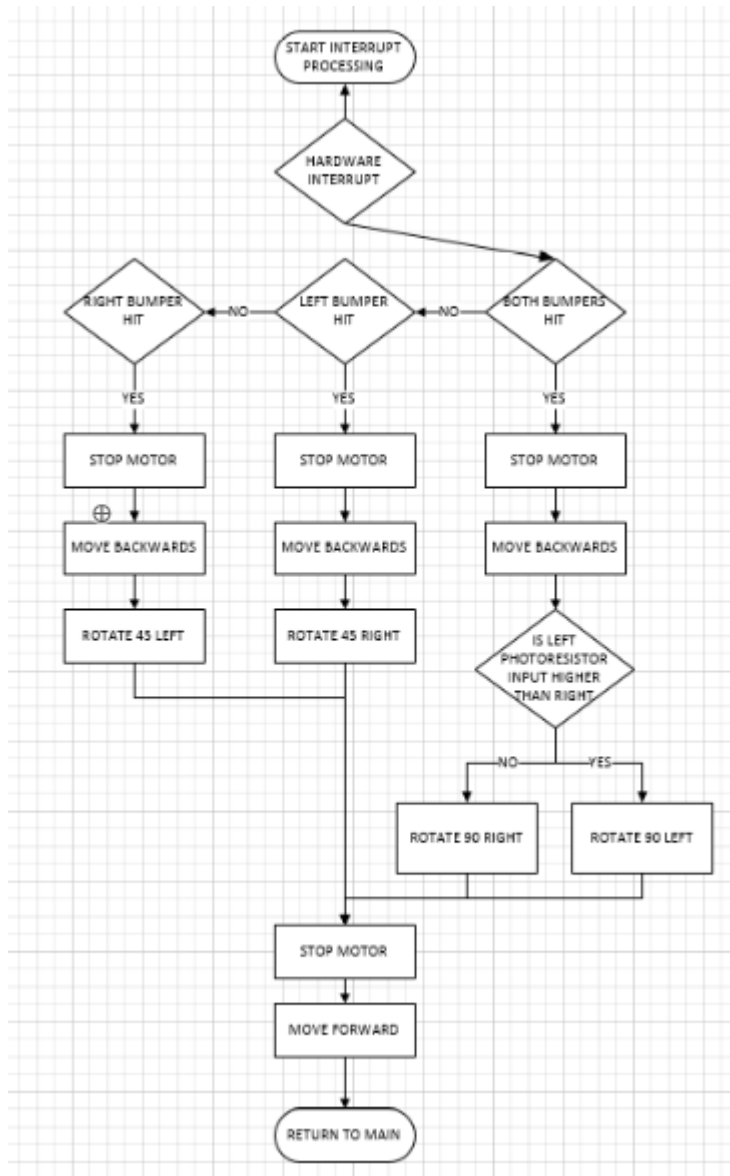 START INTERRUPT
PROCESSING
HARDWARE
INTERRUPT
RIGHT BUMPER
HIT
NO
LEFT BUMPER
HIT
NO
BOTH BUMPERS
HIT
YES
YES
YES
STOP MOTOR
STOP MOTOR
STOP MOTOR
MOVE BACKWARDS
MOVE BACKWARDS
MOVE BACKWARDS
ROTATE 45 LEFT
ROTATE 45 RIGHT
IS LEFT
PHOTORESISTOR
INPUT HIGHER
THAN RIGHT
NO
YES
ROTATE 90 RIGHT
ROTATE 90 LEFT
STOP MOTOR
MOVE FORWARD
RETURN TO MAIN